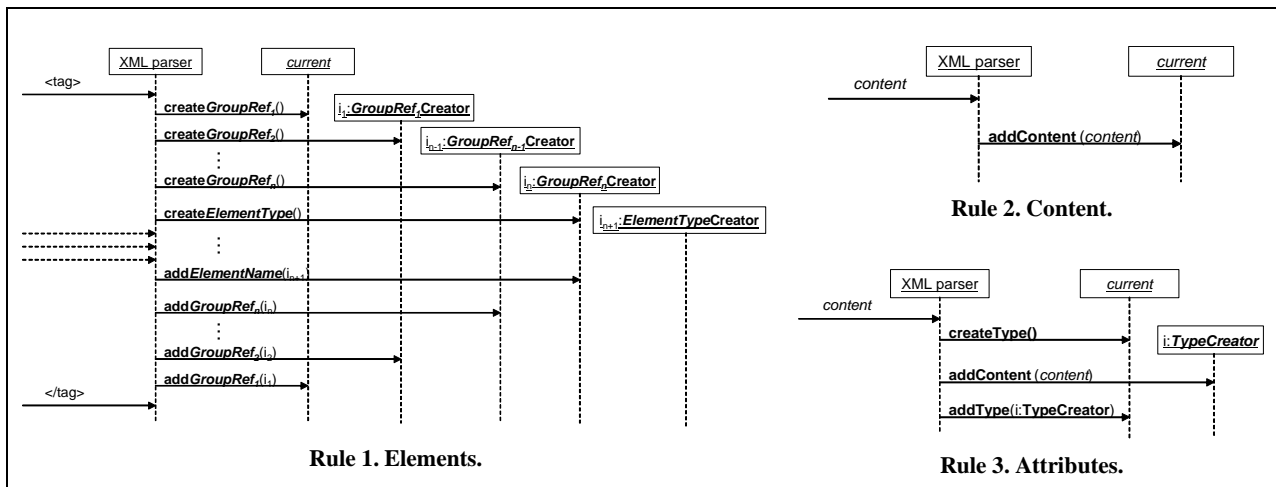 XML parser
current
<tag>
createGroupRef1()
i1:GroupRef1Creator
createGroupRef2()
in-1:GroupRefn-1Creator
⋮
createGroupRefn()
in:GroupRefnCreator
createElementType()
in+1:ElementTypeCreator
⋮
addElementName(in+1)
addGroupRefn(in)
⋮
addGroupRef2(i2)
addGroupRef1(i1)
</tag>
Rule 1. Elements.
XML parser
current
content
addContent (content)
Rule 2. Content.
XML parser
current
content
createType()
i:TypeCreator
addContent (content)
addType(i:TypeCreator)
Rule 3. Attributes.